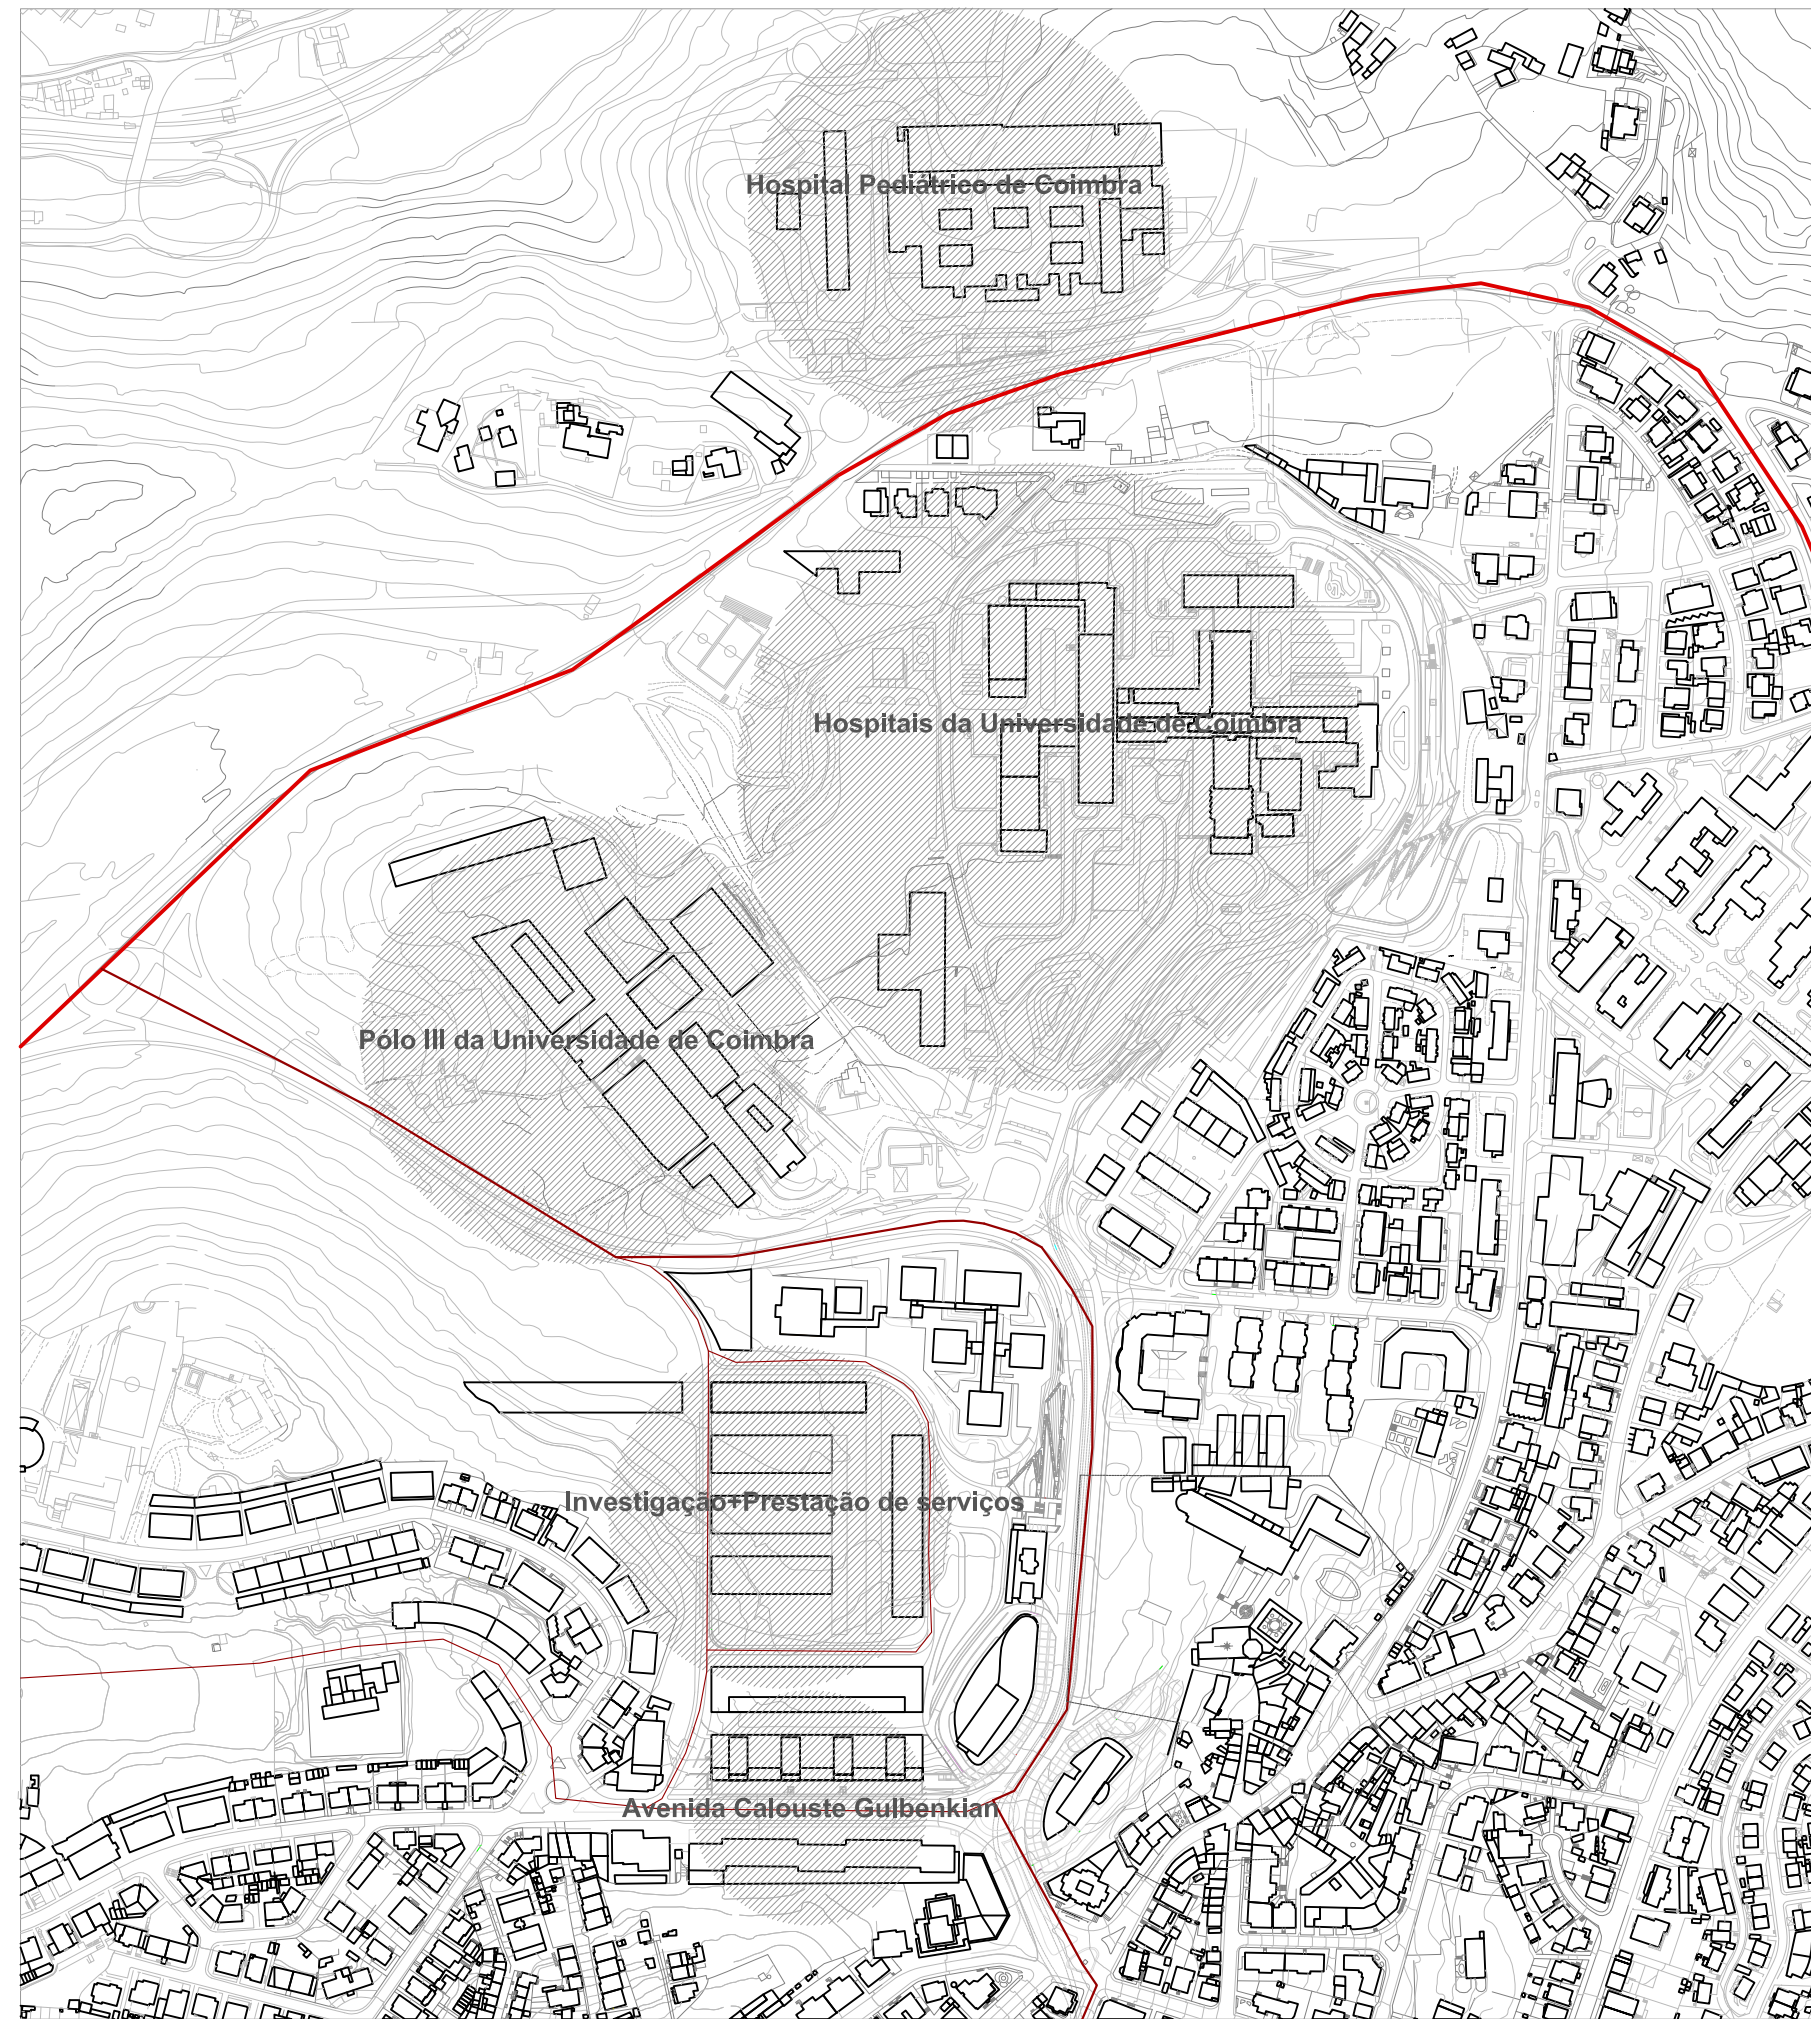 Hospital Pediátrico de Coimbra
Hospitais da Universidade de Coimbra
Pólo III da Universidade de Coimbra
Investigação+Prestação de serviços
Avenida Calouste Gulbenkian